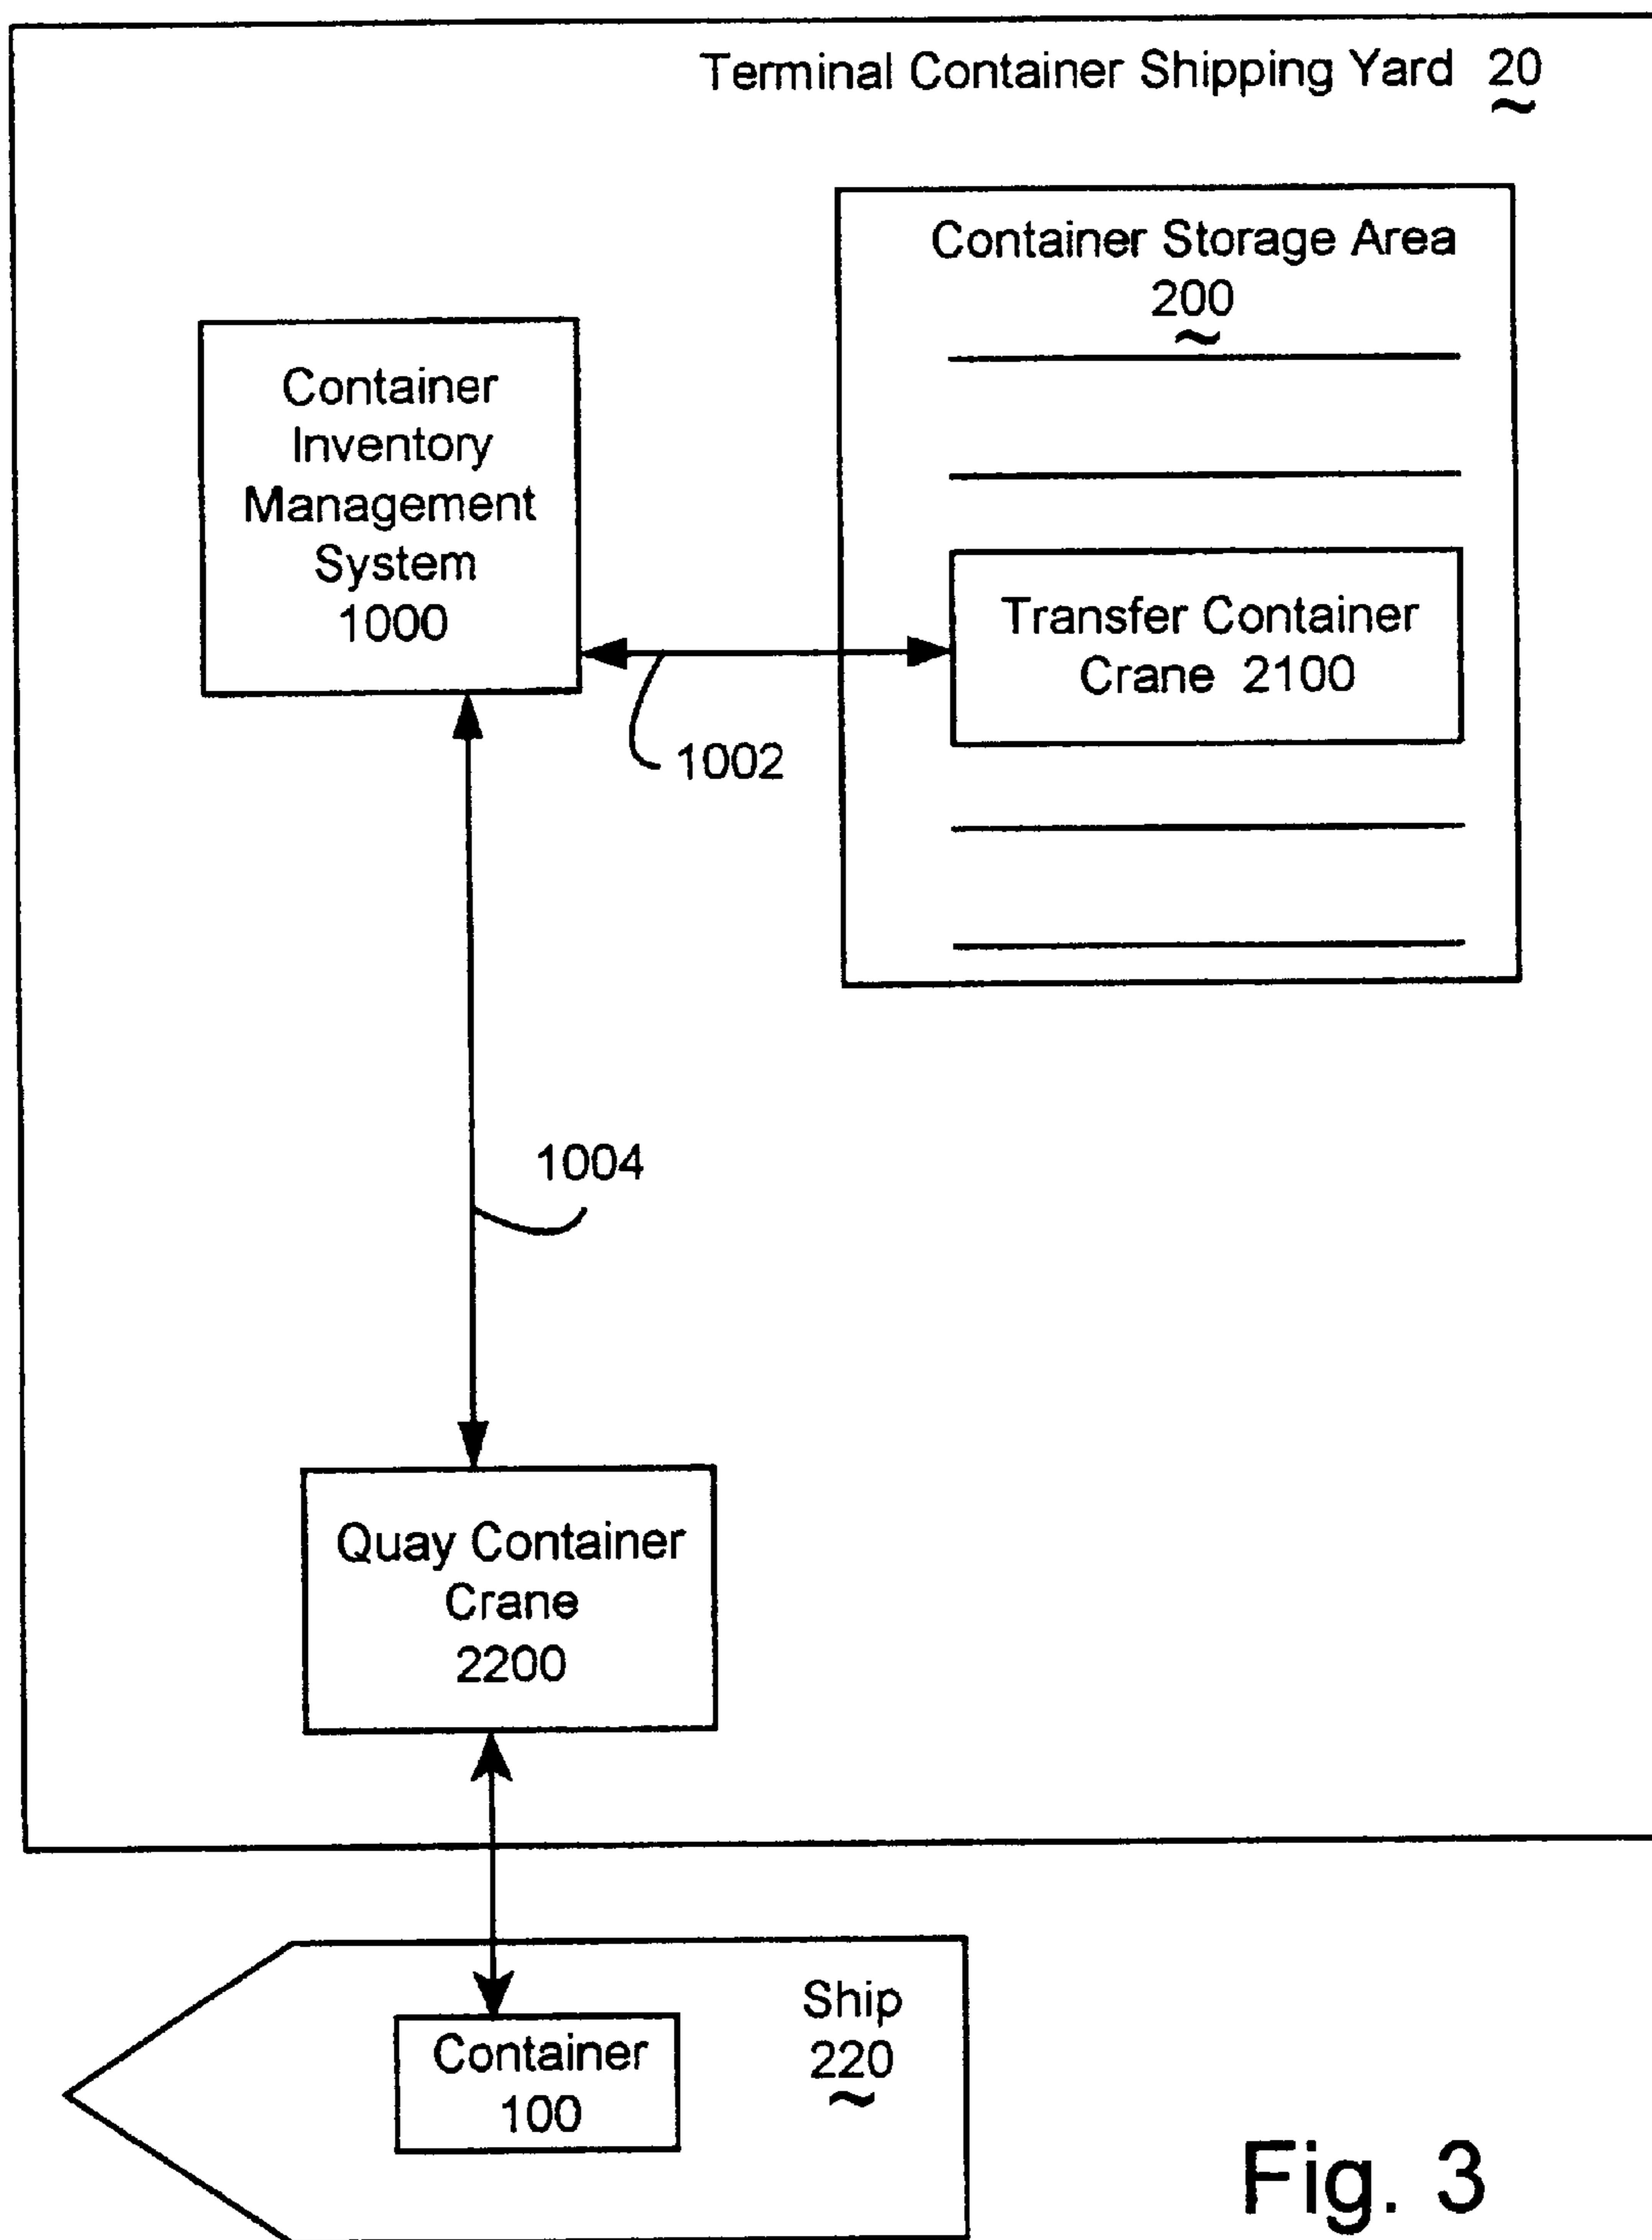 Terminal Container Shipping Yard 20
Container Storage Area
200
Container
Inventory
Management
System
1000
Transfer Container
Crane 2100
1002
1004
Quay Container
Crane
2200
Ship
220
Container
100
Fig. 3